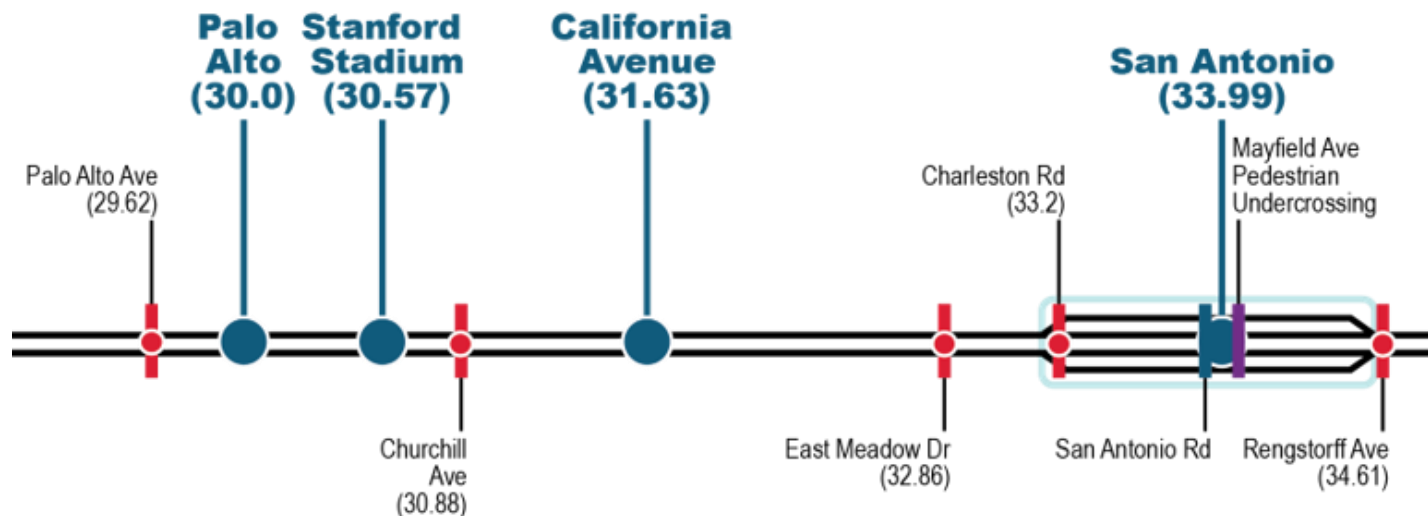 Palo
Alto
(30.0)
Stanford
Stadium
(30.57)
California
Avenue
(31.63)
San Antonio
(33.99)
Palo Alto Ave
(29.62)
Charleston Rd
(33.2)
Mayfield Ave
Pedestrian
Undercrossing
Churchill
Ave
(30.88)
East Meadow Dr
(32.86)
San Antonio Rd
Rengstorff Ave
(34.61)